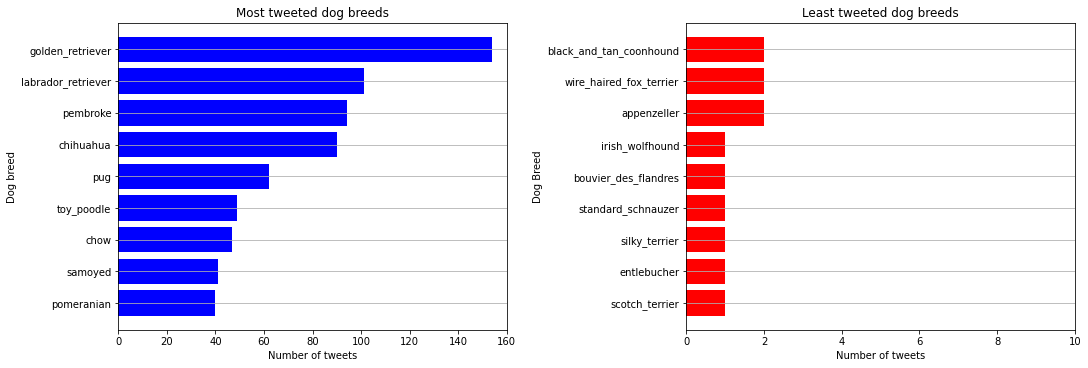 Most tweeted dog breeds
Dog breed
golden_retriever
labrador_retriever
pembroke
chihuahua
pug
toy_poodle
chow
samoyed
pomeranian
0 20 40 60 80 100 120 140 160
Number of tweets
Least tweeted dog breeds
Dog Breed
black_and_tan_coonhound
wire_haired_fox_terrier
appenzeller
irish_wolfhound
bouvier_des_flandres
standard_schnauzer
silky_terrier
entlebucher
scotch_terrier
0 2 4 6 8 10
Number of tweets